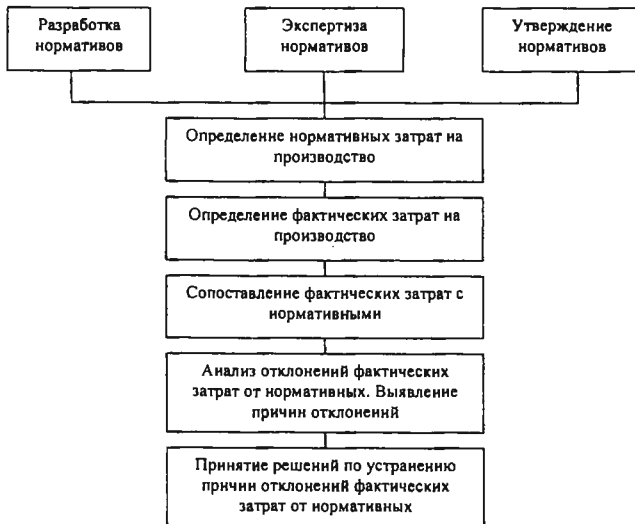 Разработка
нормативов
Экспертиза
нормативов
Утверждение
нормативов
Определение нормативных затрат на
производство
Определение фактических затрат на
производство
Сопоставление фактических затрат с
нормативными
Анализ отклонений фактических
затрат от нормативных. Выявление
причин отклонений
Принятие решений по устранению
причин отклонений фактических
затрат от нормативных